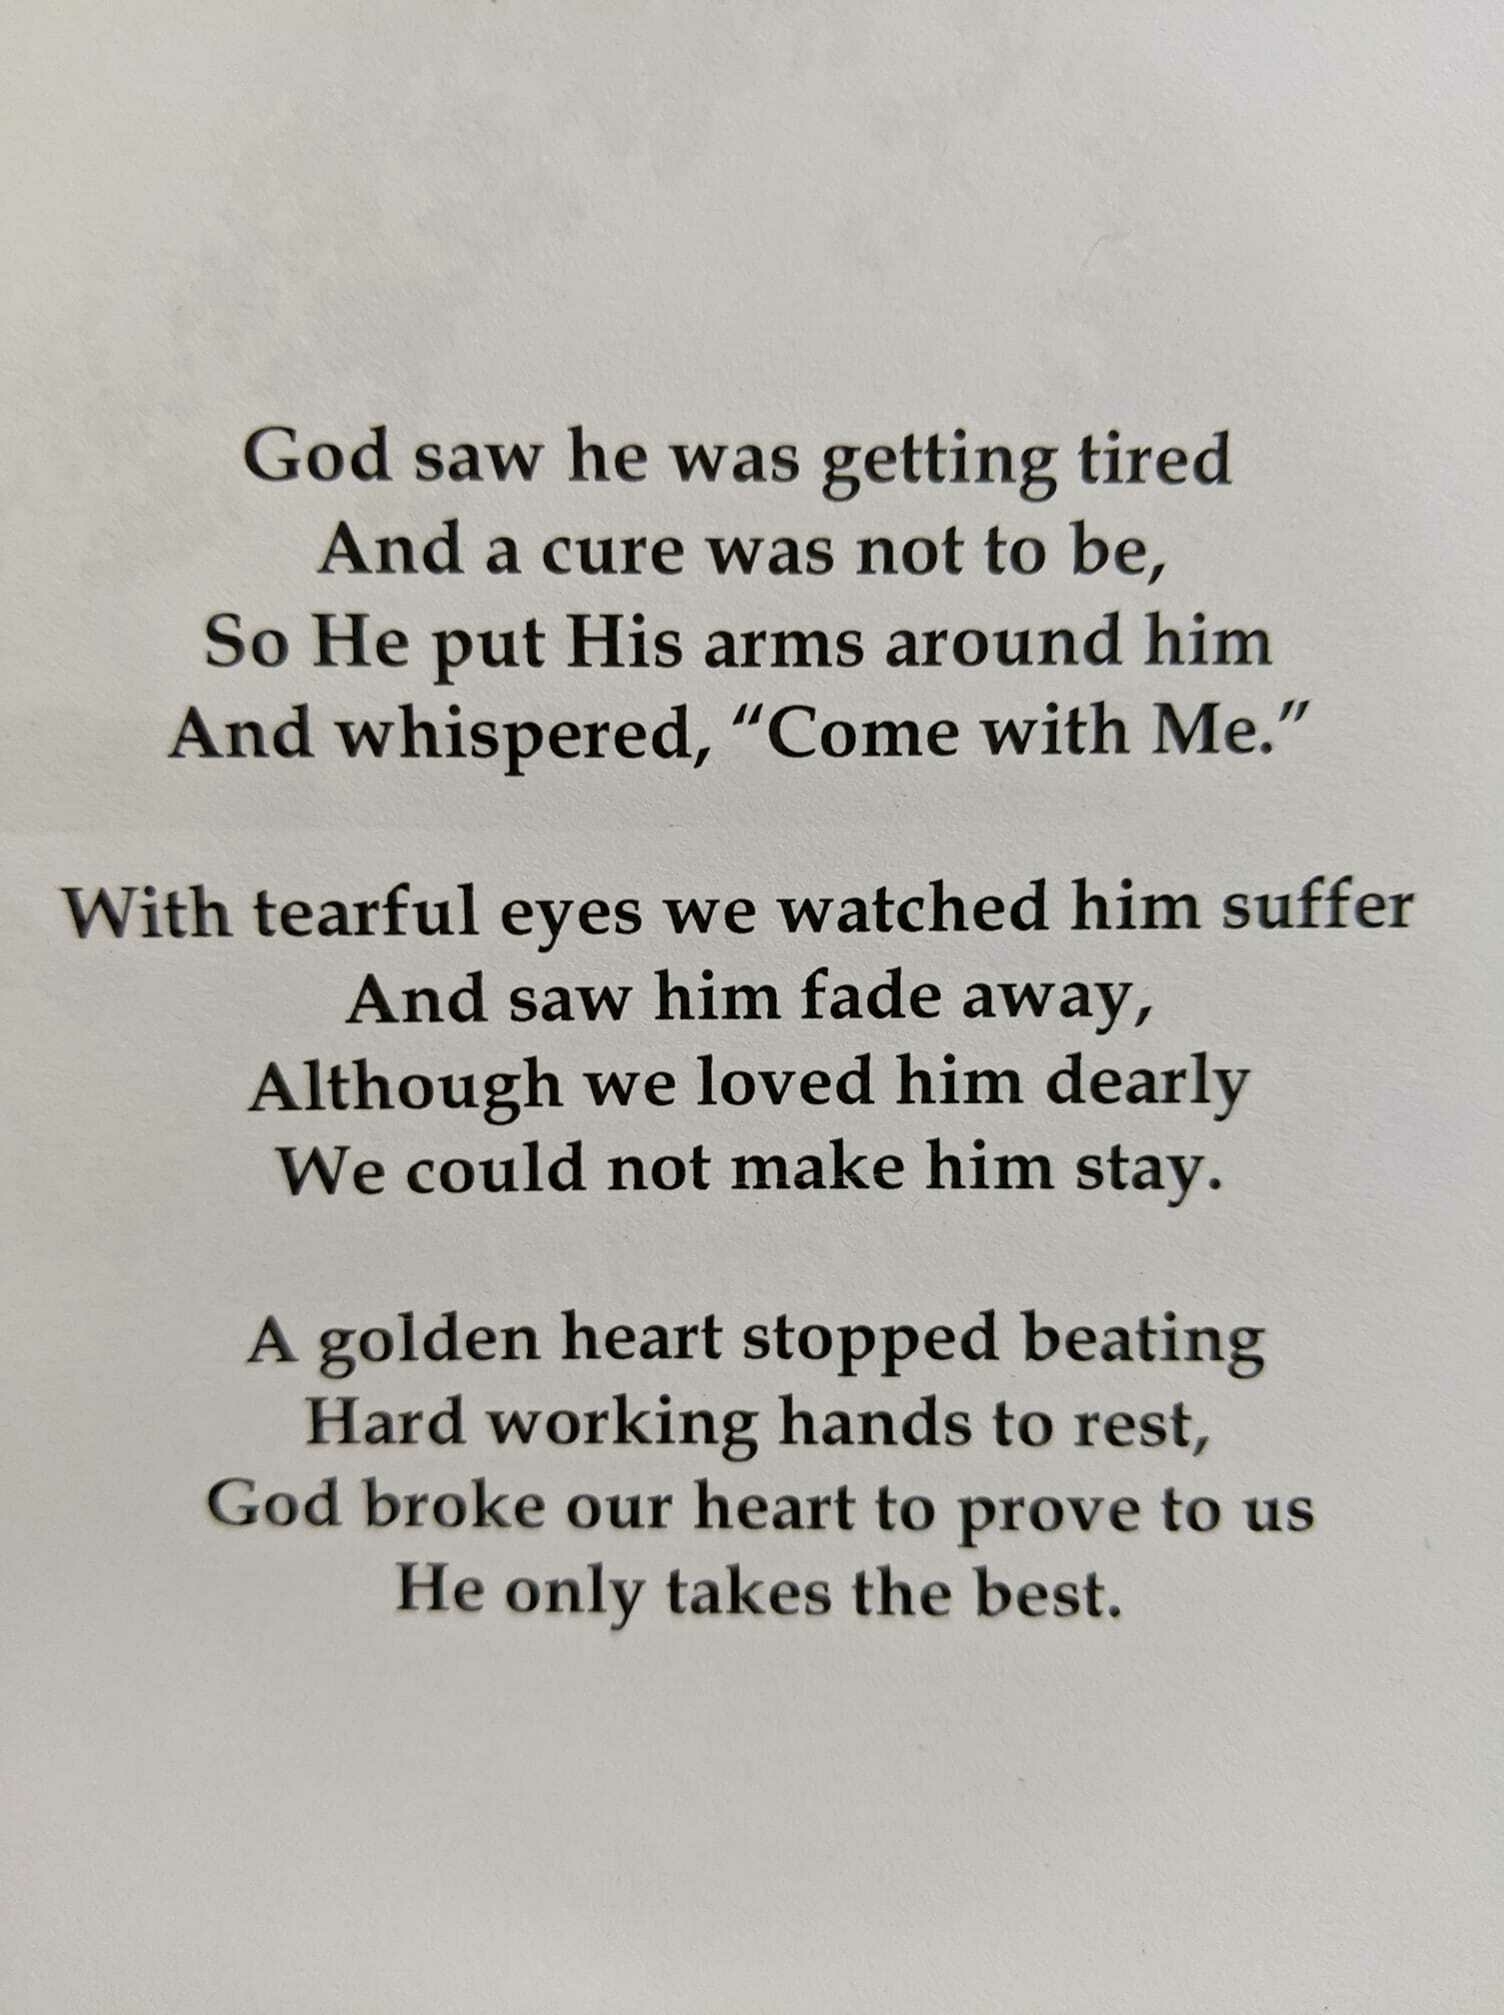 God saw he was getting tired
And a cure was not to be,
So He put His arms around him
And whispered, “Come with Me.”
With tearful eyes we watched him suffer
And saw him fade away,
Although we loved him dearly
We could not make him stay.
A golden heart stopped beating
Hard working hands to rest,
God broke our heart to prove to us
He only takes the best.